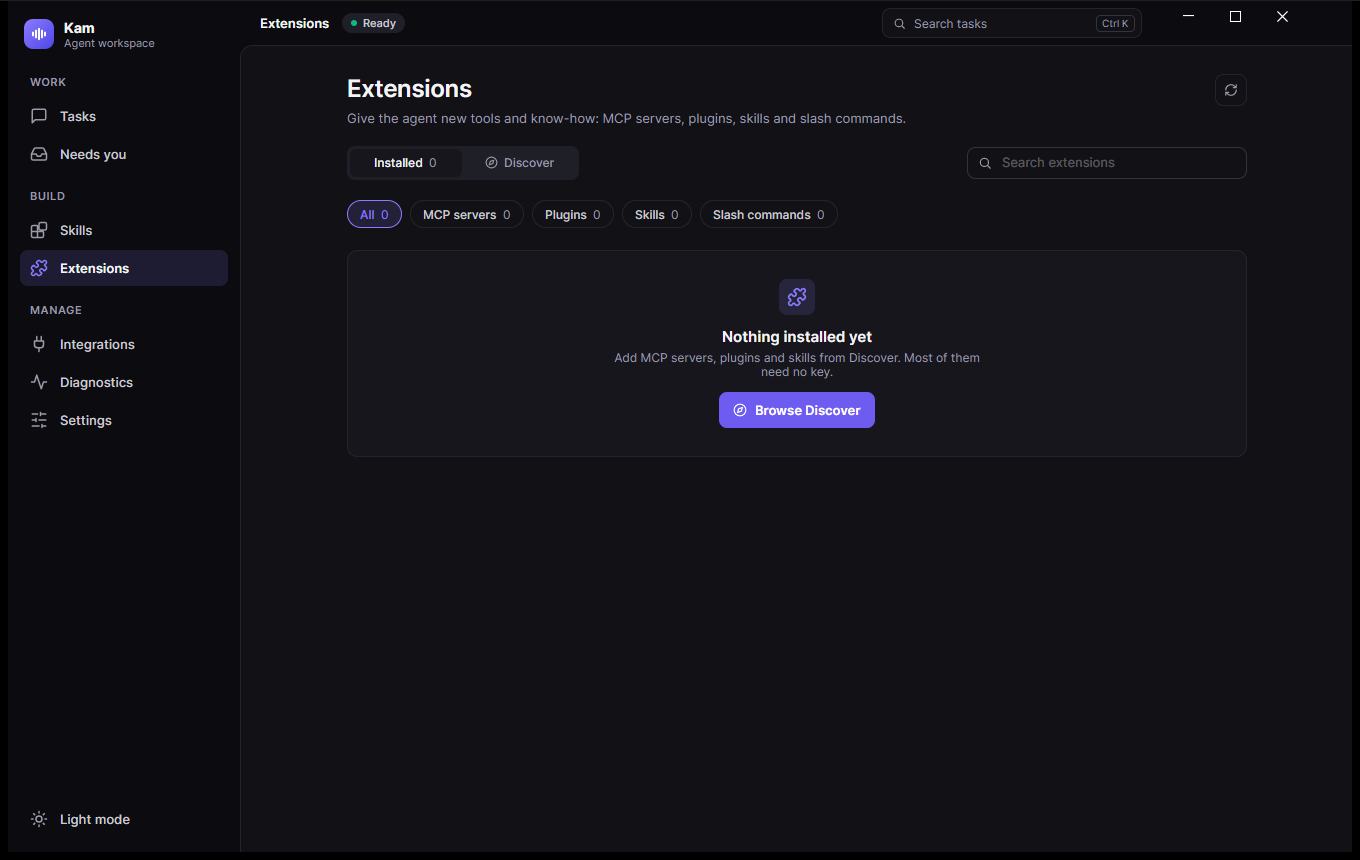 Kam
Agent workspace
Extensions
Ready
Search tasks
Ctrl K
WORK
Tasks
Needs you
BUILD
Skills
Extensions
MANAGE
Integrations
Diagnostics
Settings
Light mode
Extensions
Give the agent new tools and know-how: MCP servers, plugins, skills and slash commands.
Installed 0
Discover
Search extensions
All 0
MCP servers 0
Plugins 0
Skills 0
Slash commands 0
Nothing installed yet
Add MCP servers, plugins and skills from Discover. Most of them
need no key.
Browse Discover